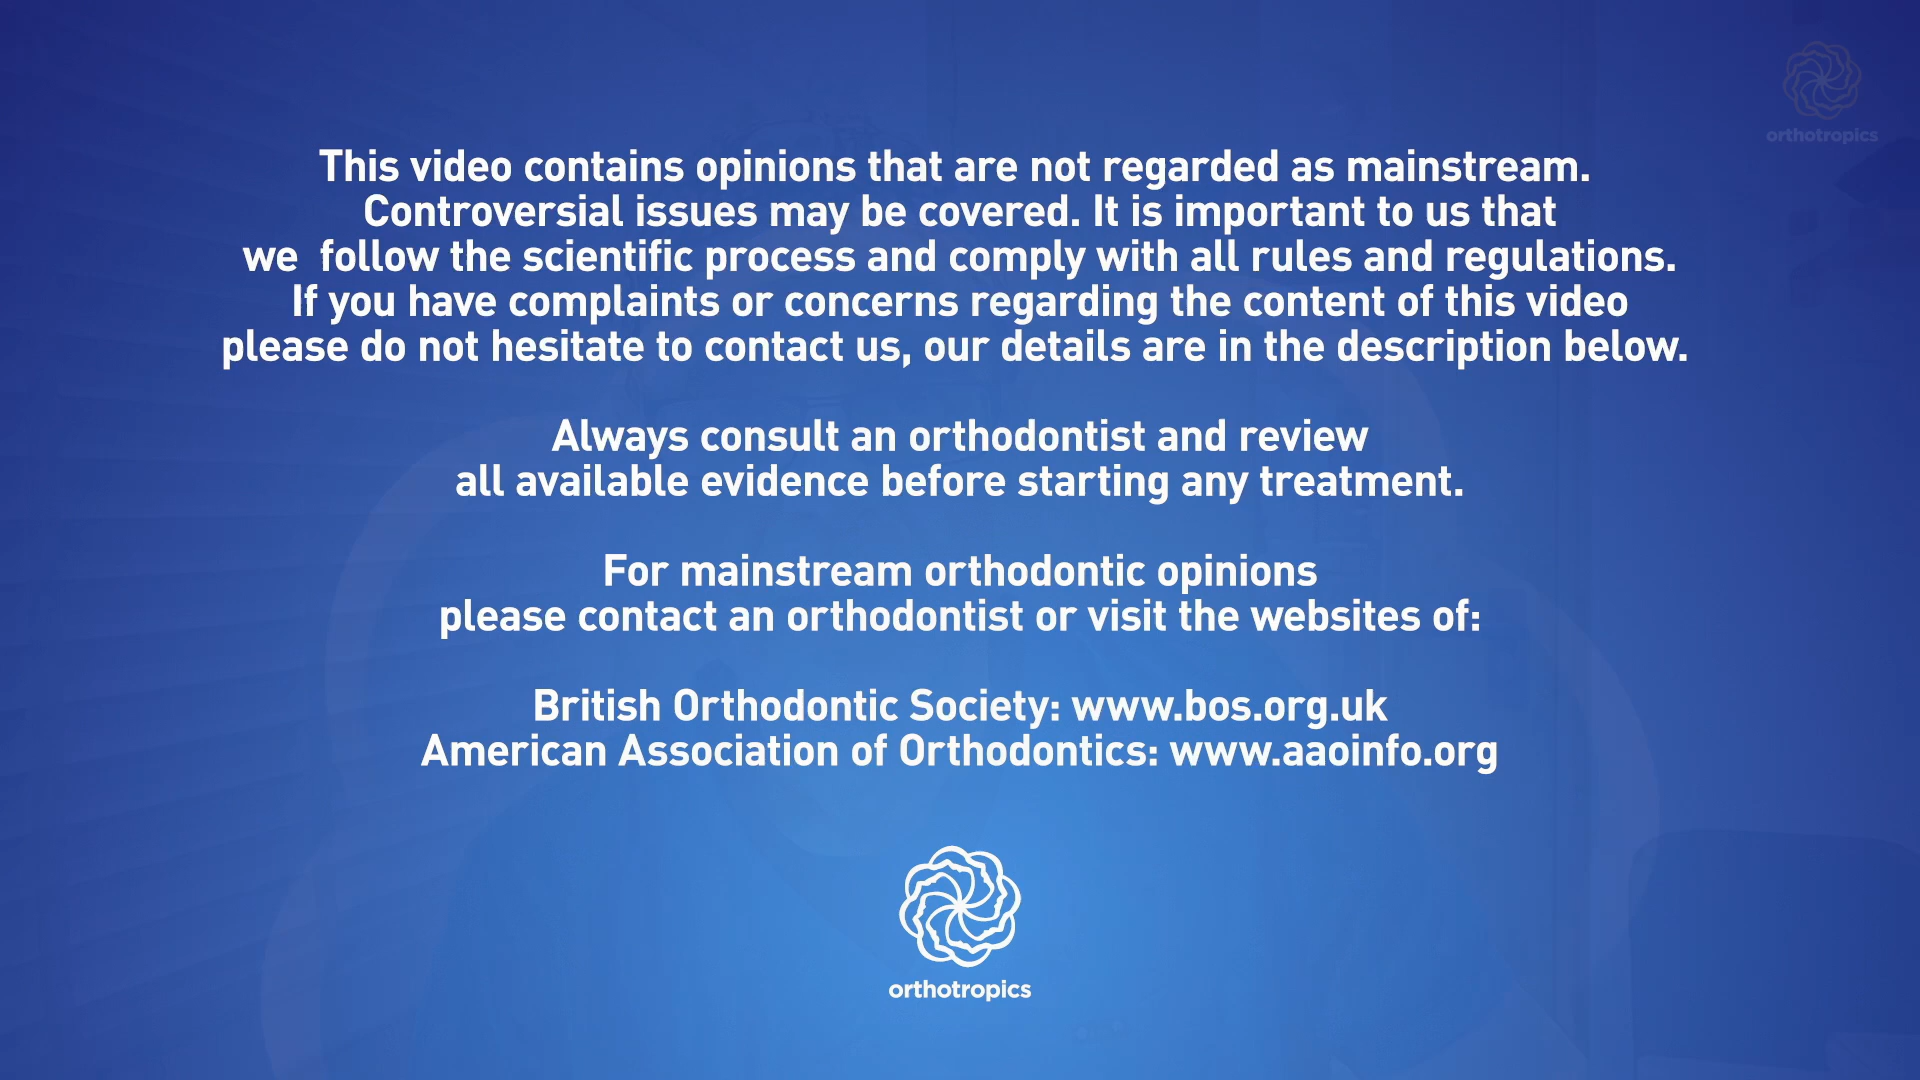 orthotropics
This video contains opinions that are not regarded as mainstream.
Controversial issues may be covered. It is important to us that
we  follow the scientific process and comply with all rules and regulations.
If you have complaints or concerns regarding the content of this video
please do not hesitate to contact us, our details are in the description below.
Always consult an orthodontist and review
all available evidence before starting any treatment.
For mainstream orthodontic opinions
please contact an orthodontist or visit the websites of:
British Orthodontic Society: www.bos.org.uk
American Association of Orthodontics: www.aaoinfo.org
orthotropics